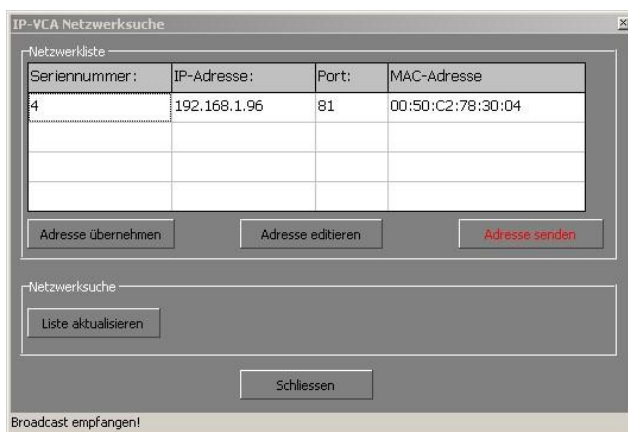 IP-VCA Netzwerksuche
Netzwerkliste
Seriennummer: IP-Adresse: Port: MAC-Adresse
4 192.168.1.96 81 00:50:C2:78:30:04
Adresse übernehmen Adresse editieren Adresse senden
Netzwerksuche
Liste aktualisieren
Schliessen
Broadcast empfangen!